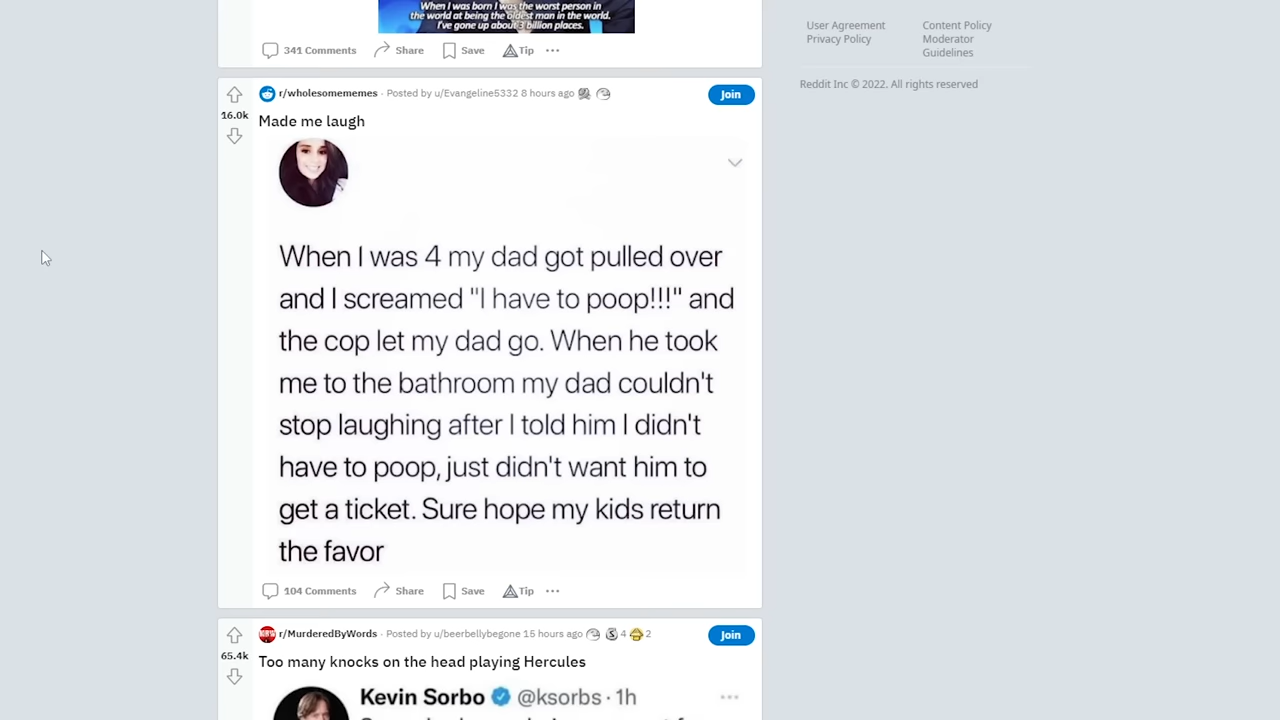 When I was born I was the worst person in
the world at being the oldest man in the world.
I've gone up about 3 billion places.
341 Comments Share Save Tip
User Agreement Content Policy
Privacy Policy Moderator
Guidelines
Reddit Inc © 2022. All rights reserved
r/wholesomememes · Posted by u/Evangeline5332 8 hours ago Join
16.0k
Made me laugh
When I was 4 my dad got pulled over
and I screamed "I have to poop!!!" and
the cop let my dad go. When he took
me to the bathroom my dad couldn't
stop laughing after I told him I didn't
have to poop, just didn't want him to
get a ticket. Sure hope my kids return
the favor
104 Comments Share Save Tip
r/MurderedByWords · Posted by u/beerbellybegone 15 hours ago S 4 2 Join
65.4k
Too many knocks on the head playing Hercules
Kevin Sorbo @ksorbs · 1h